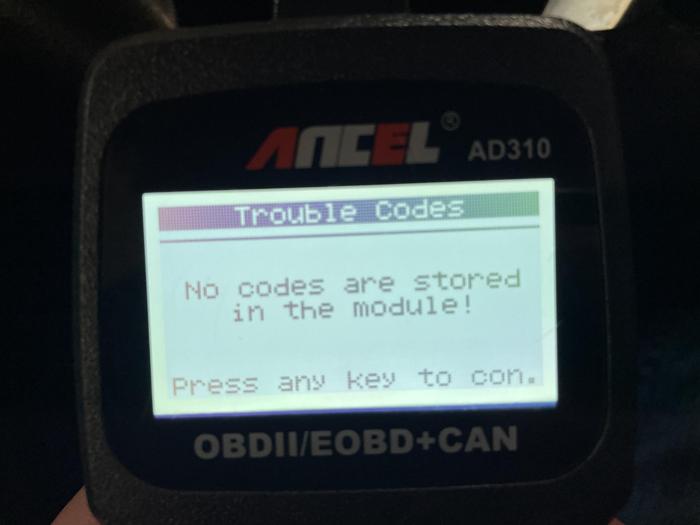 ANCEL® AD310
Trouble Codes
No codes are stored
in the module!
Press any key to con.
OBDII/EOBD+CAN